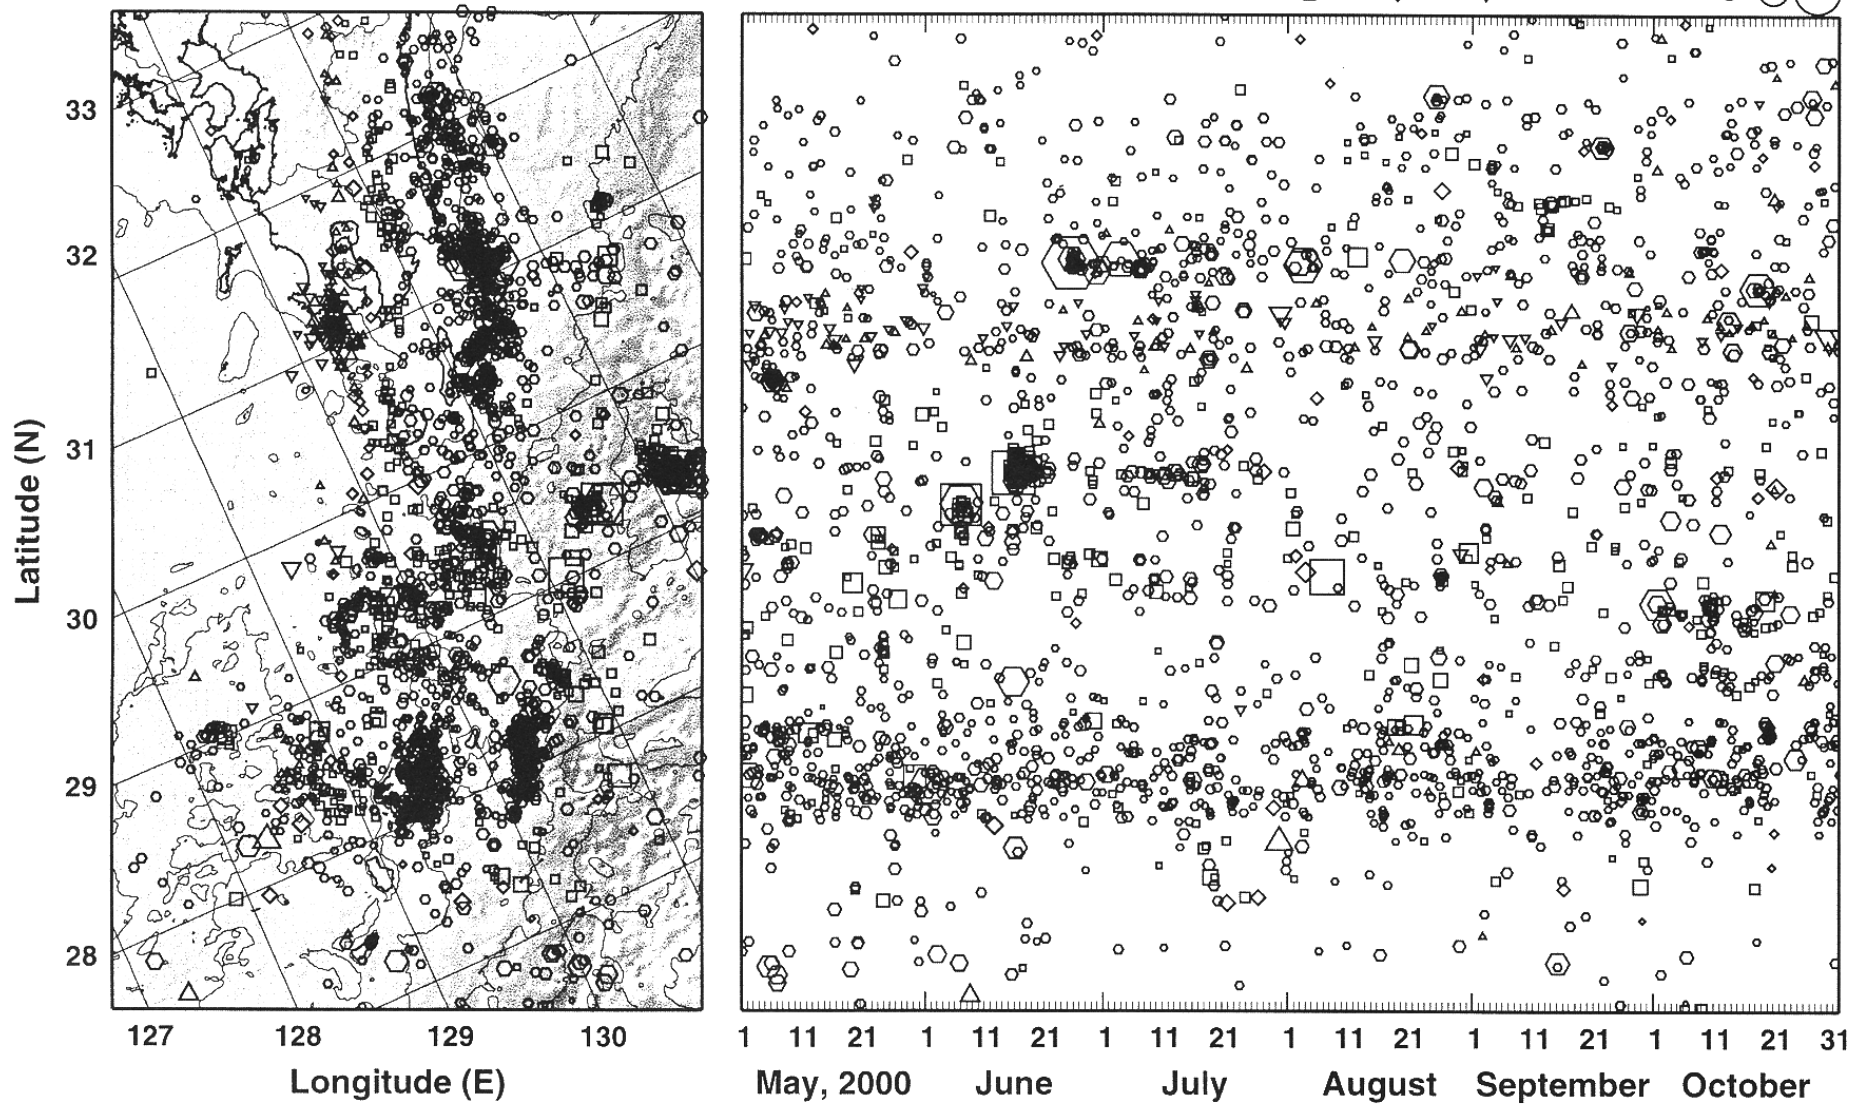 33
32
31
30
29
28
Latitude (N)
127 128 129 130
Longitude (E)
1 11 21 1 11 21 1 11 21 1 11 21 1 11 21 1 11 21 31
May, 2000 June July August September October